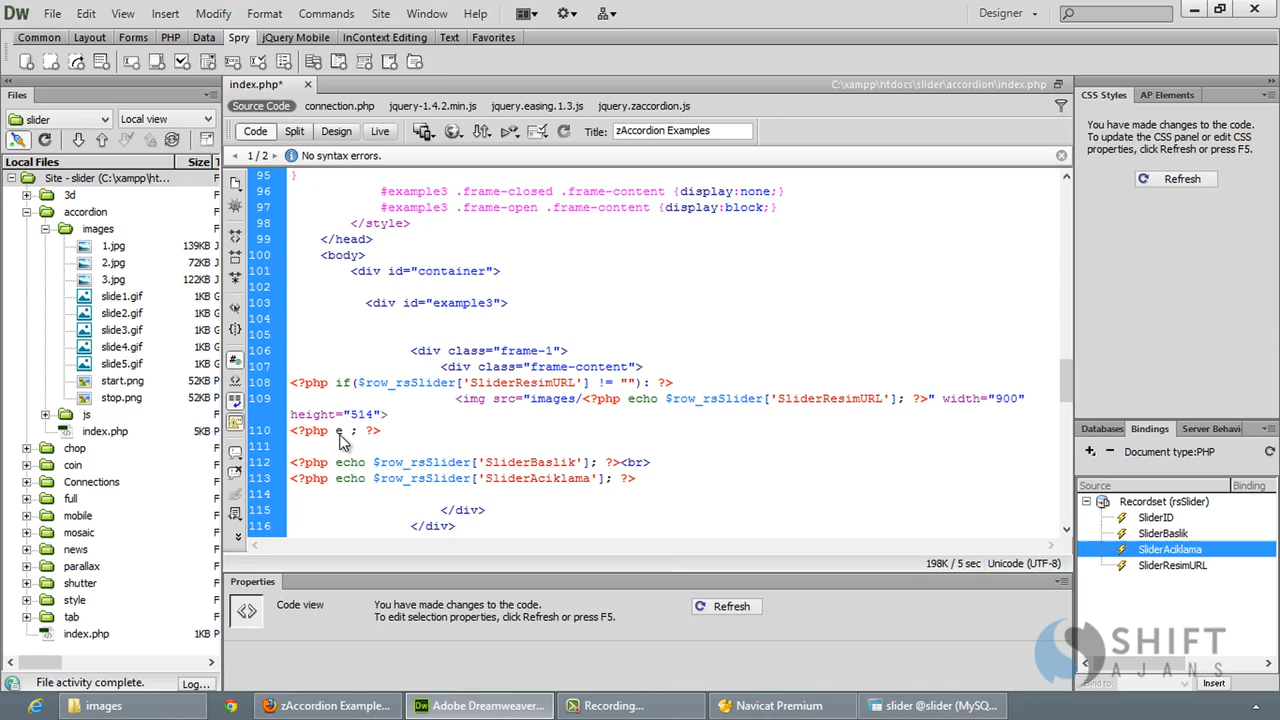 Dw File Edit View Insert Modify Format Commands Site Window Help Designer
Common Layout Forms PHP Data Spry jQuery Mobile InContext Editing Text Favorites
Files
slider Local view
Local Files Size T
Site - slider (C:\xampp\ht... F
3d F
accordion F
images F
1.jpg 139KB J
2.jpg 72KB J
3.jpg 122KB J
slide1.gif 1KB G
slide2.gif 1KB G
slide3.gif 1KB G
slide4.gif 1KB G
slide5.gif 1KB G
start.png 1KB P
stop.png 1KB P
js F
index.php 5KB P
chop F
coin F
Connections F
full F
mobile F
mosaic F
news F
parallax F
shutter F
style F
tab F
index.php 1KB P
File activity complete. Log...
index.php* C:\xampp\htdocs\slider\accordion\index.php
Source Code connection.php jquery-1.4.2.min.js jquery.easing.1.3.js jquery.zaccordion.js
Code Split Design Live Title: zAccordion Examples
1 / 2 No syntax errors.
95 }
96 #example3 .frame-closed .frame-content {display:none;}
97 #example3 .frame-open .frame-content {display:block;}
98 </style>
99 </head>
100 <body>
101 <div id="container">
102
103 <div id="example3">
104
105
106 <div class="frame-1">
107 <div class="frame-content">
108 <?php if($row_rsSlider['SliderResimURL'] != ""): ?>
109 <img src="images/<?php echo $row_rsSlider['SliderResimURL']; ?>" width="900"
height="514">
110 <?php e ; ?>
111
112 <?php echo $row_rsSlider['SliderBaslik']; ?><br>
113 <?php echo $row_rsSlider['SliderAciklama']; ?>
114
115 </div>
116 </div>
198K / 5 sec Unicode (UTF-8)
Properties
Code view You have made changes to the code.
To edit selection properties, click Refresh or press F5.
Refresh
CSS Styles AP Elements
You have made changes to the code.
To update the CSS panel or edit CSS
properties, click Refresh or press F5.
Refresh
Databases Bindings Server Behavi
Document type:PHP
Source Binding
Recordset (rsSlider)
SliderID
SliderBaslik
SliderAciklama
SliderResimURL
SHIFT
AJANS
Bind to: Insert
images zAccordion Example... Adobe Dreamweaver... Recording... Navicat Premium slider @slider (MySQ...